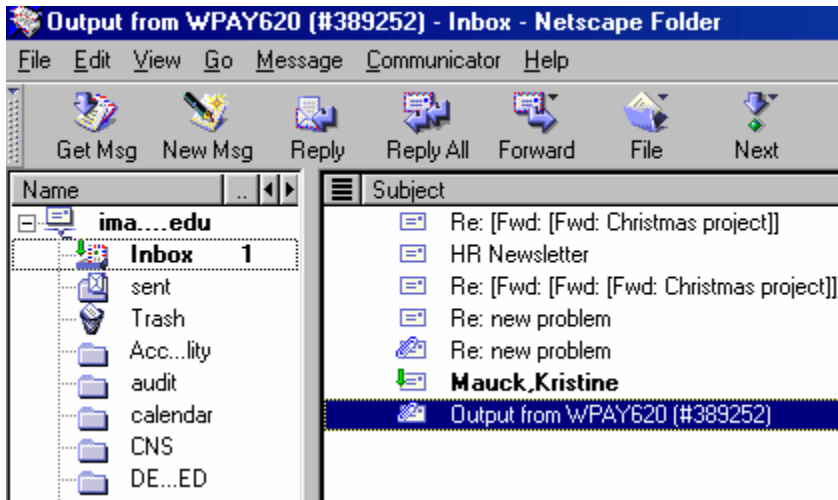 Output from WPAY620 (#389252) - Inbox - Netscape Folder
File Edit View Go Message Communicator Help
Get Msg New Msg Reply Reply All Forward File Next
Name ..
Subject
ima....edu
Inbox 1
sent
Trash
Acc...lity
audit
calendar
CNS
DE...ED
Re: [Fwd: [Fwd: Christmas project]]
HR Newsletter
Re: [Fwd: [Fwd: [Fwd: Christmas project]]
Re: new problem
Re: new problem
Mauck,Kristine
Output from WPAY620 (#389252)